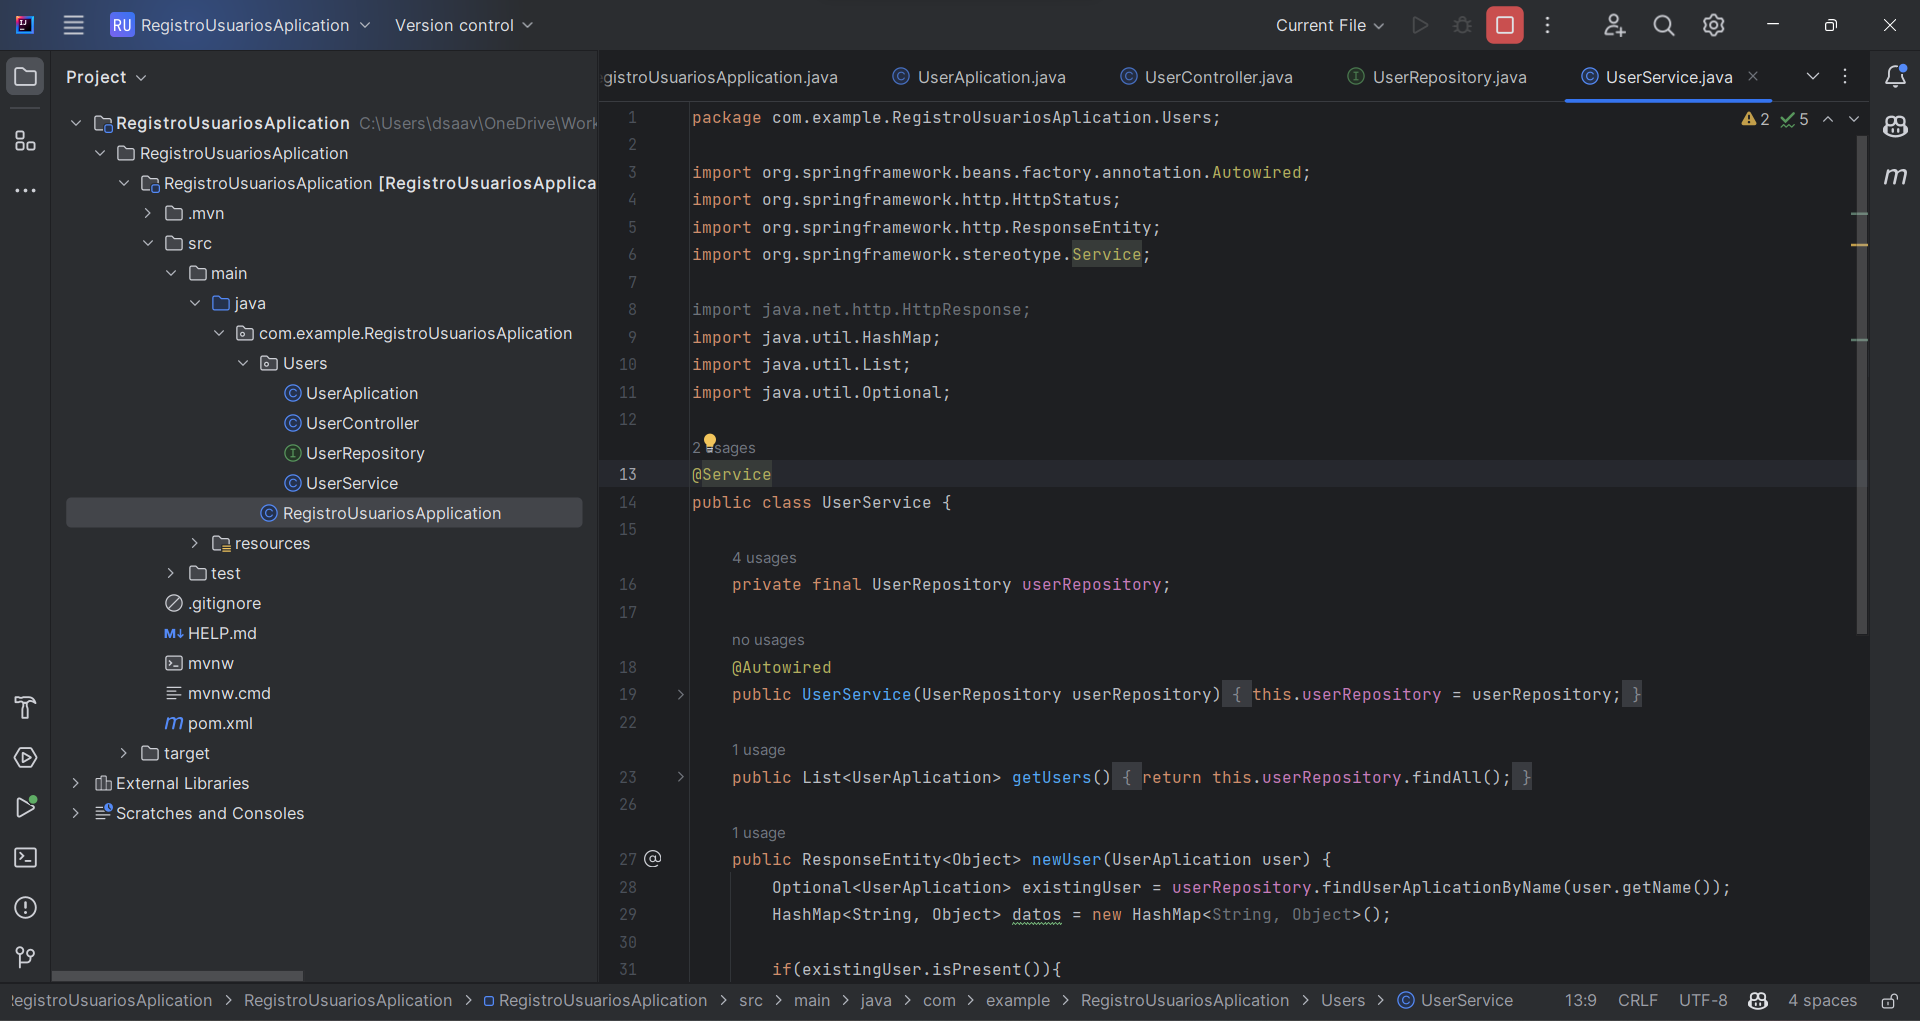 RU RegistroUsuariosAplication Version control Current File
Project
RegistroUsuariosAplication C:\Users\dsaav\OneDrive\Work
RegistroUsuariosAplication
RegistroUsuariosAplication [RegistroUsuariosApplica
.mvn
src
main
java
com.example.RegistroUsuariosAplication
Users
UserAplication
UserController
UserRepository
UserService
RegistroUsuariosApplication
resources
test
.gitignore
HELP.md
mvnw
mvnw.cmd
pom.xml
target
External Libraries
Scratches and Consoles
egistroUsuariosApplication.java UserAplication.java UserController.java UserRepository.java UserService.java
1 package com.example.RegistroUsuariosAplication.Users; 2 5
2
3 import org.springframework.beans.factory.annotation.Autowired;
4 import org.springframework.http.HttpStatus;
5 import org.springframework.http.ResponseEntity;
6 import org.springframework.stereotype.Service;
7
8 import java.net.http.HttpResponse;
9 import java.util.HashMap;
10 import java.util.List;
11 import java.util.Optional;
12
2 usages
13 @Service
14 public class UserService {
15
4 usages
16 private final UserRepository userRepository;
17
no usages
18 @Autowired
19 public UserService(UserRepository userRepository) { this.userRepository = userRepository; }
22
1 usage
23 public List<UserAplication> getUsers() { return this.userRepository.findAll(); }
26
1 usage
27 public ResponseEntity<Object> newUser(UserAplication user) {
28 Optional<UserAplication> existingUser = userRepository.findUserAplicationByName(user.getName());
29 HashMap<String, Object> datos = new HashMap<String, Object>();
30
31 if(existingUser.isPresent()){
egistroUsuariosAplication > RegistroUsuariosAplication > RegistroUsuariosAplication > src > main > java > com > example > RegistroUsuariosAplication > Users > UserService 13:9 CRLF UTF-8 4 spaces